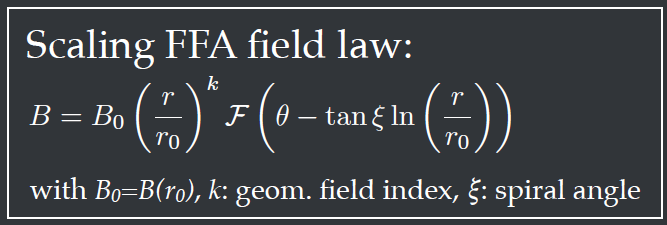 Scaling FFA field law:
B = B₀ (r/r₀)ᵏ ℱ (θ − tan ξ ln (r/r₀))
with B₀=B(r₀), k: geom. field index, ξ: spiral angle